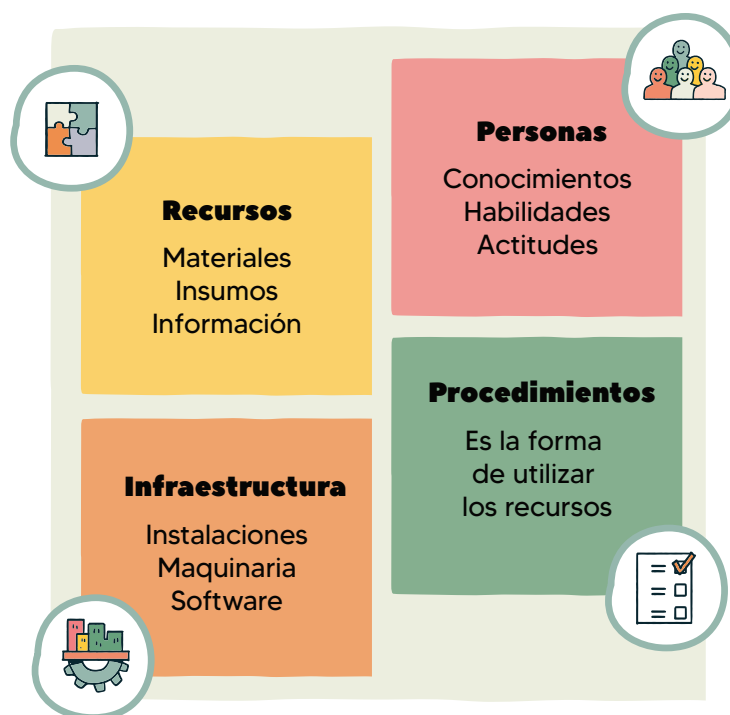 Recursos
Materiales
Insumos
Información
Personas
Conocimientos
Habilidades
Actitudes
Infraestructura
Instalaciones
Maquinaria
Software
Procedimientos
Es la forma
de utilizar
los recursos